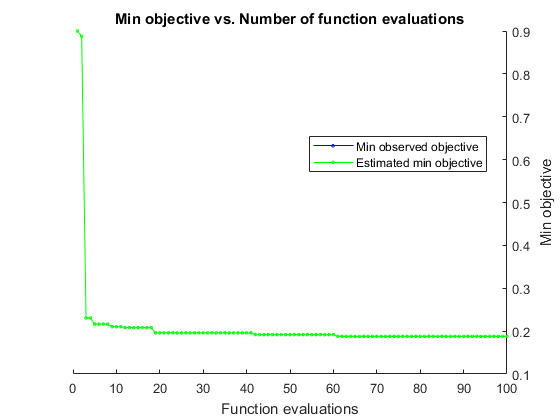 Min objective vs. Number of function evaluations
0.9
0.8
0.7
Min observed objective
Estimated min objective
0.6
0.5
0.4
0.3
0.2
0.1
Min objective
0 10 20 30 40 50 60 70 80 90 100
Function evaluations